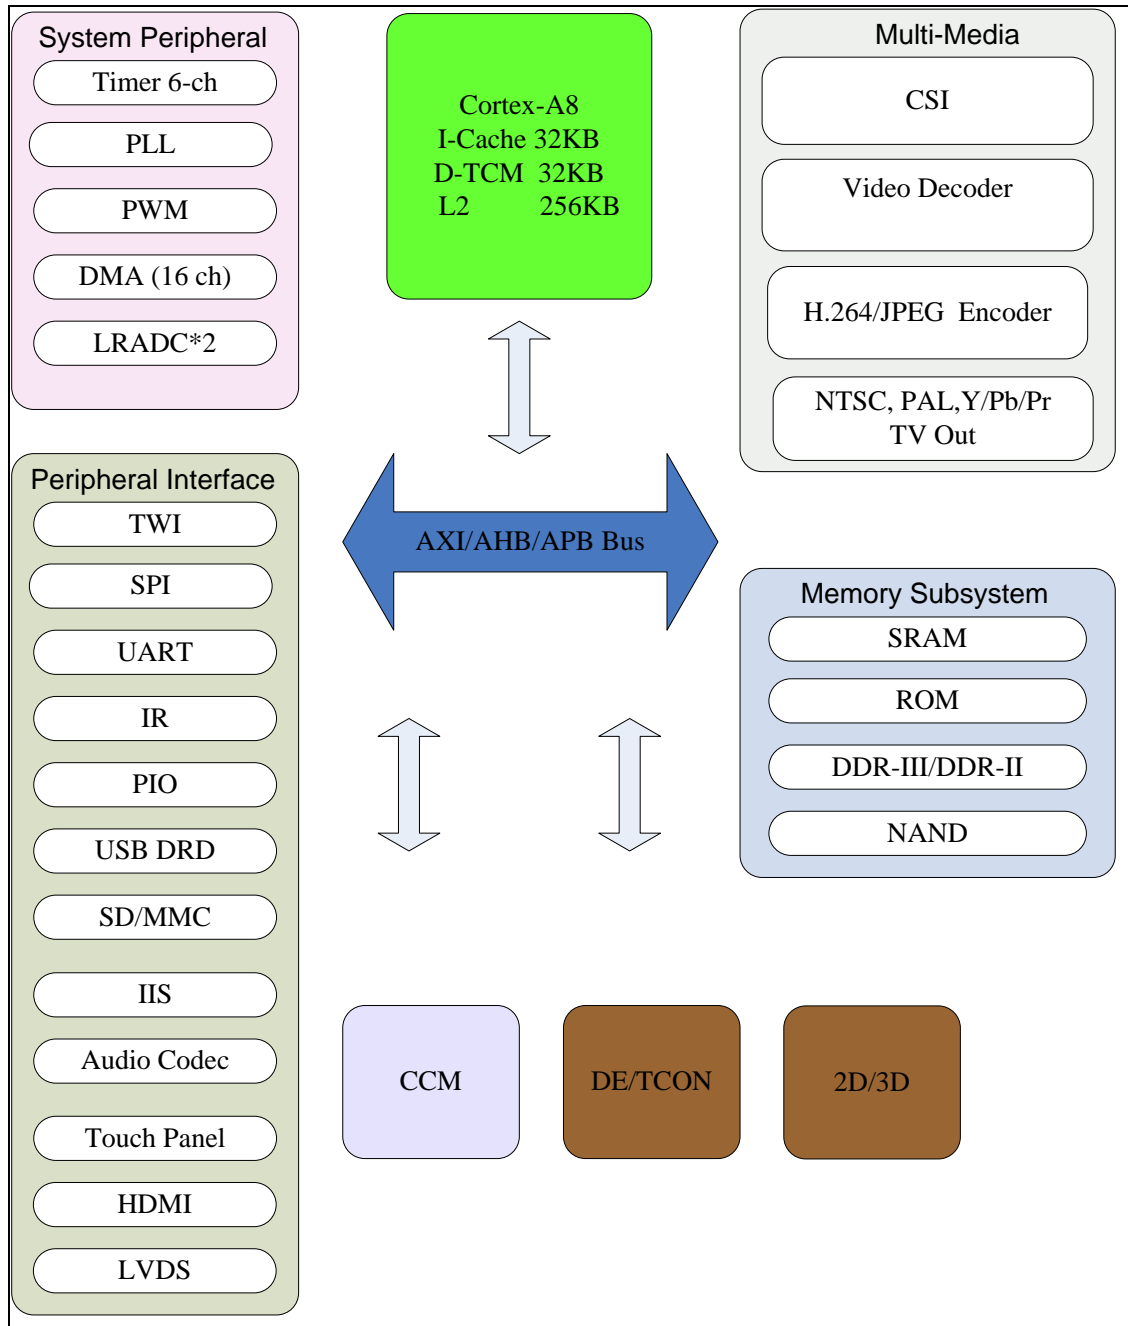 System Peripheral
Timer 6-ch
PLL
PWM
DMA (16 ch)
LRADC*2
Cortex-A8
I-Cache 32KB
D-TCM 32KB
L2 256KB
Multi-Media
CSI
Video Decoder
H.264/JPEG Encoder
NTSC, PAL,Y/Pb/Pr
TV Out
Peripheral Interface
TWI
SPI
UART
IR
PIO
USB DRD
SD/MMC
IIS
Audio Codec
Touch Panel
HDMI
LVDS
AXI/AHB/APB Bus
Memory Subsystem
SRAM
ROM
DDR-III/DDR-II
NAND
CCM
DE/TCON
2D/3D